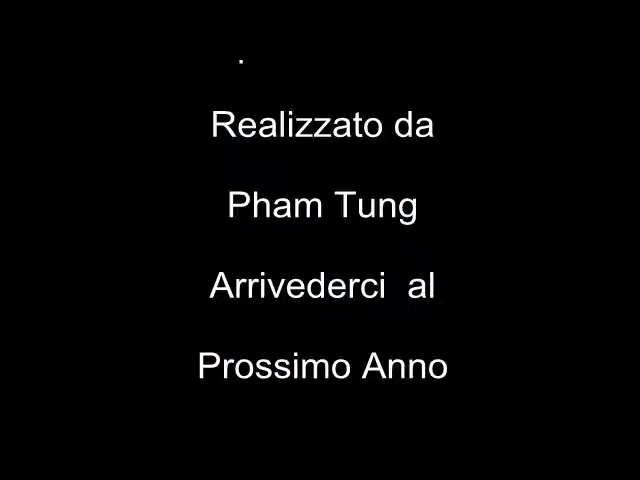 .
Realizzato da
Pham Tung
Arrivederci  al
Prossimo Anno